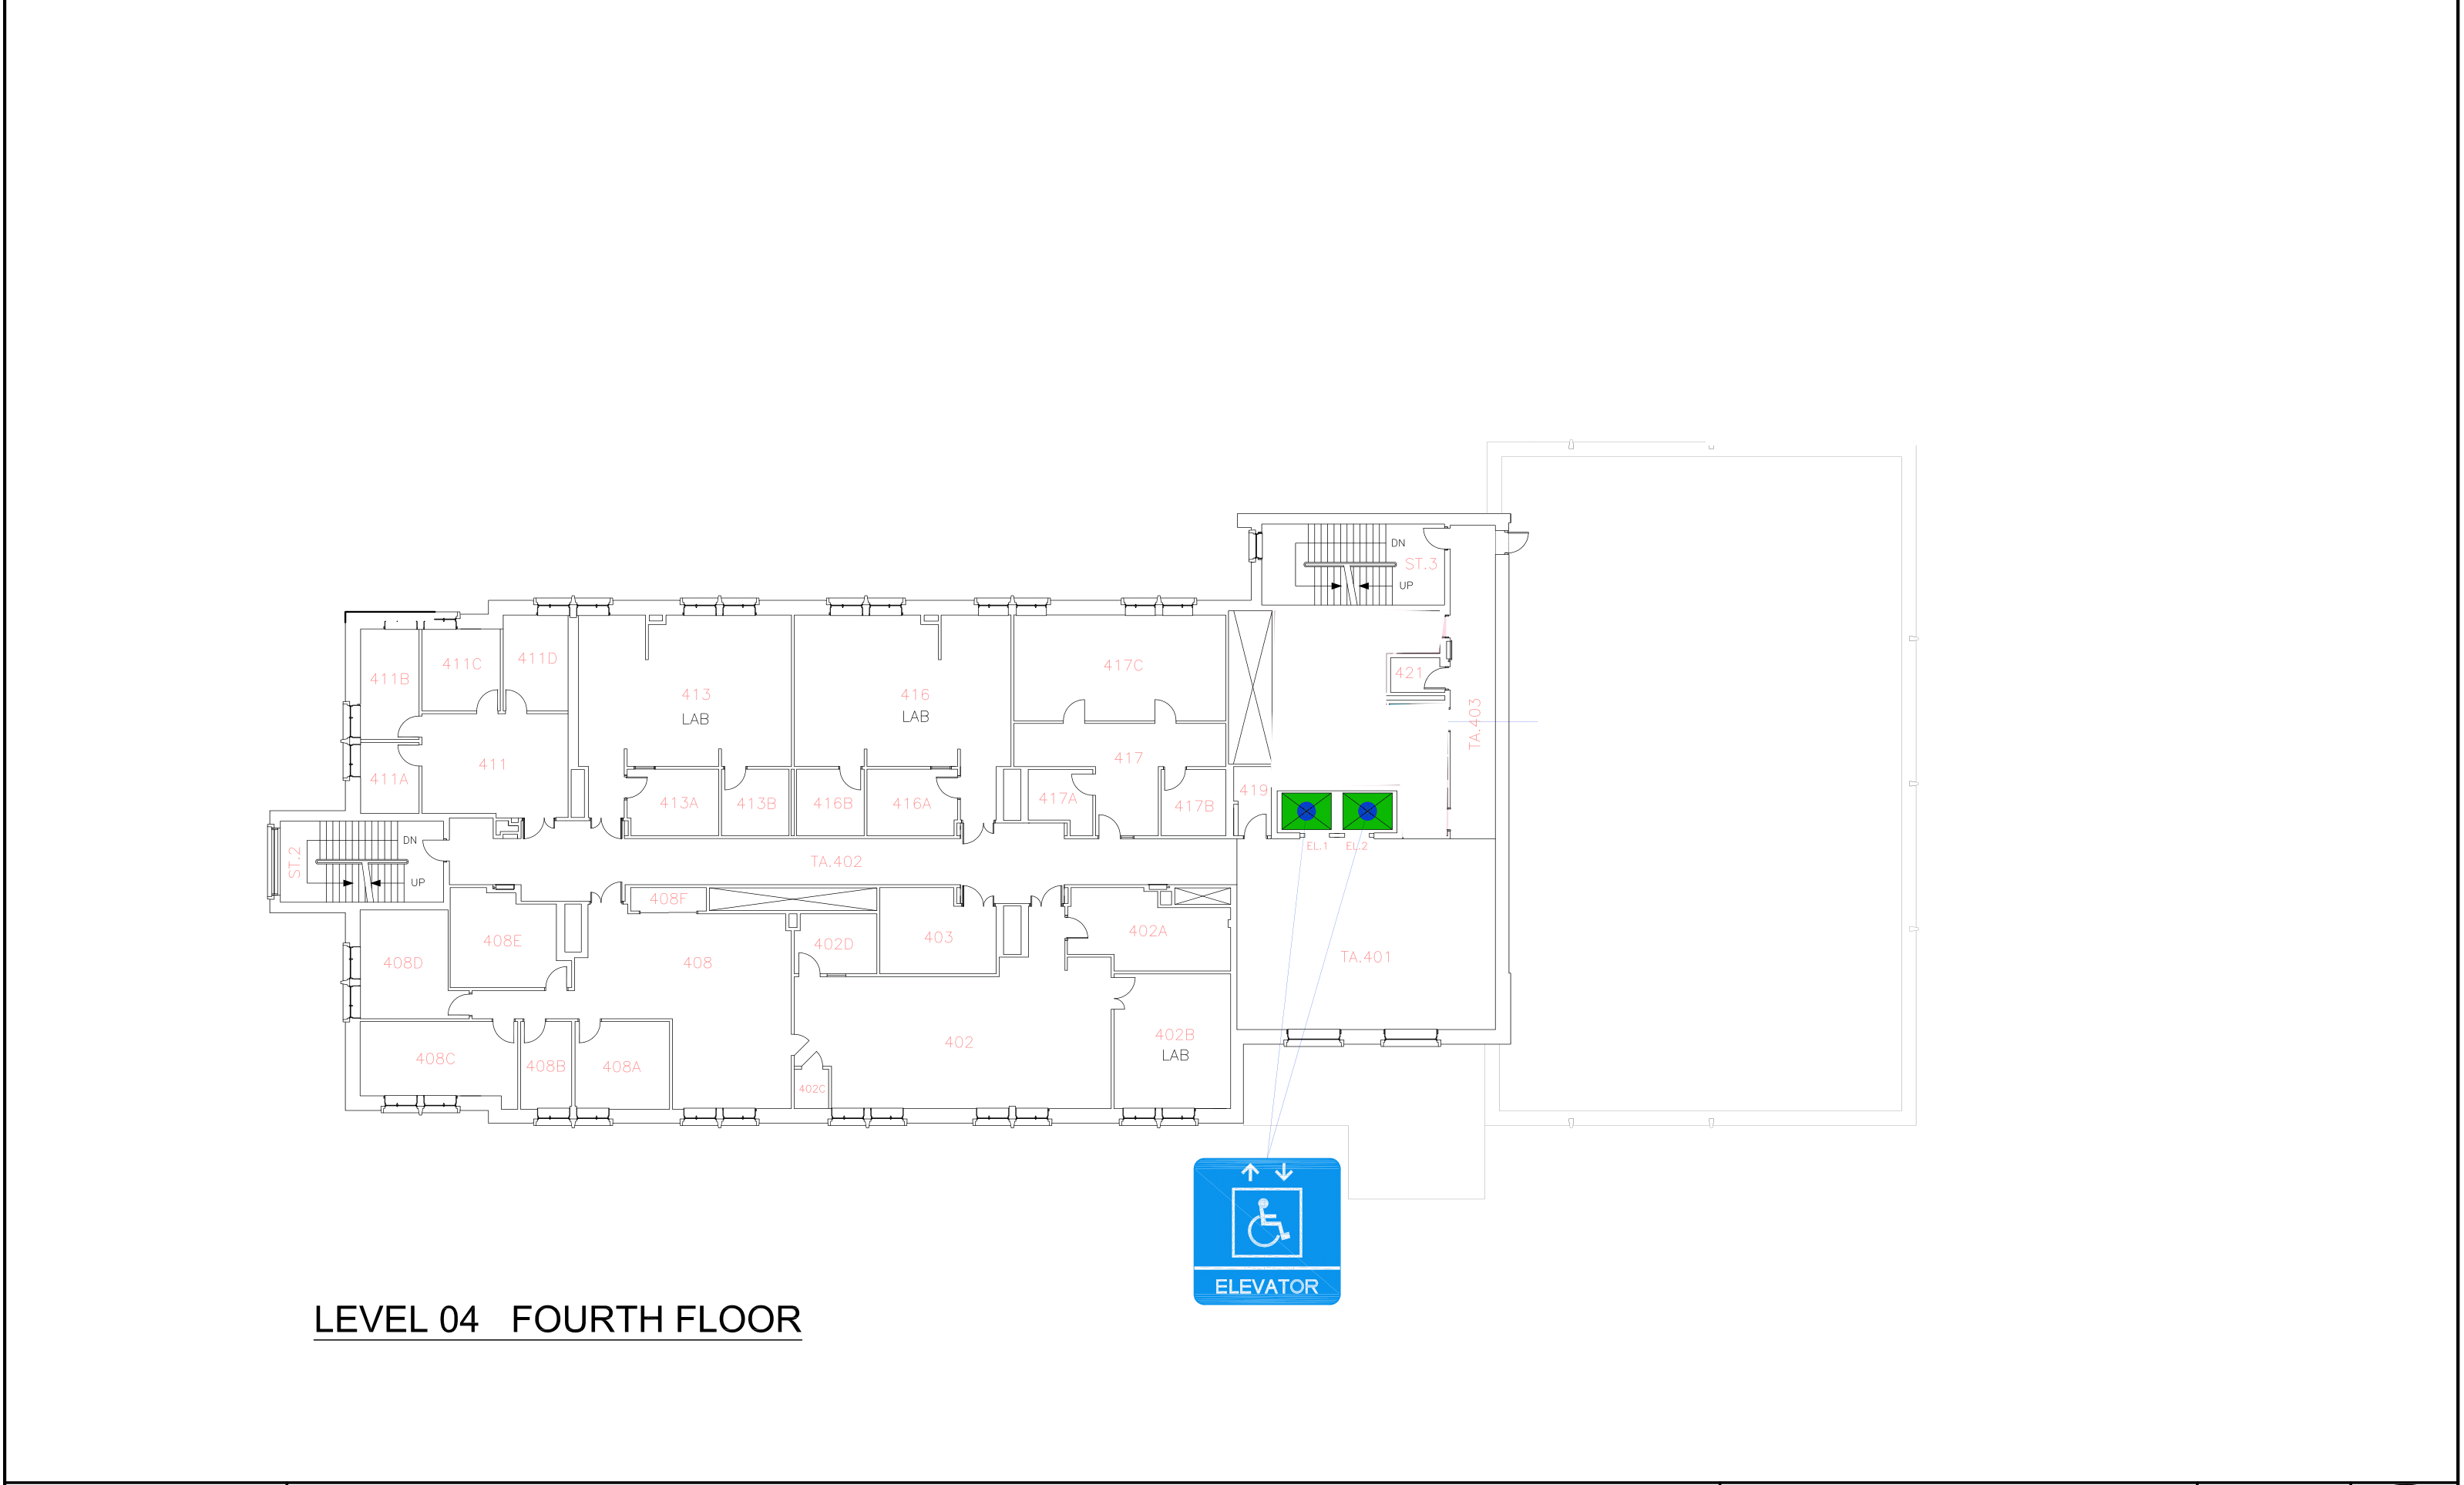 DN
ST.3
UP
411D
411C
417C
411B
421
413
416
LAB
LAB
TA.403
417
411
411A
419
413A
413B
416B
416A
417A
417B
DN
EL.1
EL.2
ST.2
TA.402
UP
408F
402A
403
408E
402D
408D
408
TA.401
402B
402
LAB
408C
408B
408A
402C
ELEVATOR
LEVEL 04 FOURTH FLOOR